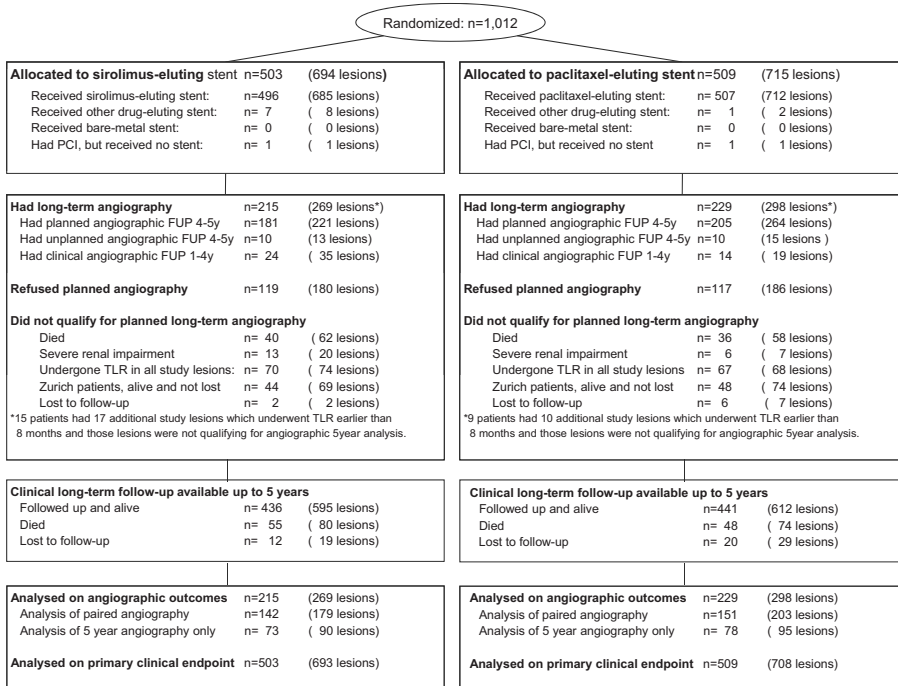 Randomized: n=1,012
Allocated to sirolimus-eluting stent n=503 (694 lesions)
Received sirolimus-eluting stent: n=496 (685 lesions)
Received other drug-eluting stent: n= 7 ( 8 lesions)
Received bare-metal stent: n= 0 ( 0 lesions)
Had PCI, but received no stent: n= 1 ( 1 lesions)
Allocated to paclitaxel-eluting stent n=509 (715 lesions)
Received paclitaxel-eluting stent: n= 507 (712 lesions)
Received other drug-eluting stent: n= 1 ( 2 lesions)
Received bare-metal stent: n= 0 ( 0 lesions)
Had PCI, but received no stent n= 1 ( 1 lesions)
Had long-term angiography n=215 (269 lesions*)
Had planned angiographic FUP 4-5y n=181 (221 lesions)
Had unplanned angiographic FUP 4-5y n=10 (13 lesions)
Had clinical angiographic FUP 1-4y n= 24 ( 35 lesions)
Refused planned angiography n=119 (180 lesions)
Did not qualify for planned long-term angiography
Died n= 40 ( 62 lesions)
Severe renal impairment n= 13 ( 20 lesions)
Undergone TLR in all study lesions: n= 70 ( 74 lesions)
Zurich patients, alive and not lost n= 44 ( 69 lesions)
Lost to follow-up n= 2 ( 2 lesions)
*15 patients had 17 additional study lesions which underwent TLR earlier than
8 months and those lesions were not qualifying for angiographic 5year analysis.
Had long-term angiography n=229 (298 lesions*)
Had planned angiographic FUP 4-5y n=205 (264 lesions)
Had unplanned angiographic FUP 4-5y n=10 (15 lesions )
Had clinical angiographic FUP 1-4y n= 14 ( 19 lesions)
Refused planned angiography n=117 (186 lesions)
Did not qualify for planned long-term angiography
Died n= 36 ( 58 lesions)
Severe renal impairment n= 6 ( 7 lesions)
Undergone TLR in all study lesions n= 67 ( 68 lesions)
Zurich patients, alive and not lost n= 48 ( 74 lesions)
Lost to follow-up n= 6 ( 7 lesions)
*9 patients had 10 additional study lesions which underwent TLR earlier than
8 months and those lesions were not qualifying for angiographic 5year analysis.
Clinical long-term follow-up available up to 5 years
Followed up and alive n= 436 (595 lesions)
Died n= 55 ( 80 lesions)
Lost to follow-up n= 12 ( 19 lesions)
Clinical long-term follow-up available up to 5 years
Followed up and alive n=441 (612 lesions)
Died n= 48 ( 74 lesions)
Lost to follow-up n= 20 ( 29 lesions)
Analysed on angiographic outcomes n=215 (269 lesions)
Analysis of paired angiography n=142 (179 lesions)
Analysis of 5 year angiography only n= 73 ( 90 lesions)
Analysed on primary clinical endpoint n=503 (693 lesions)
Analysed on angiographic outcomes n=229 (298 lesions)
Analysis of paired angiography n=151 (203 lesions)
Analysis of 5 year angiography only n= 78 ( 95 lesions)
Analysed on primary clinical endpoint n=509 (708 lesions)